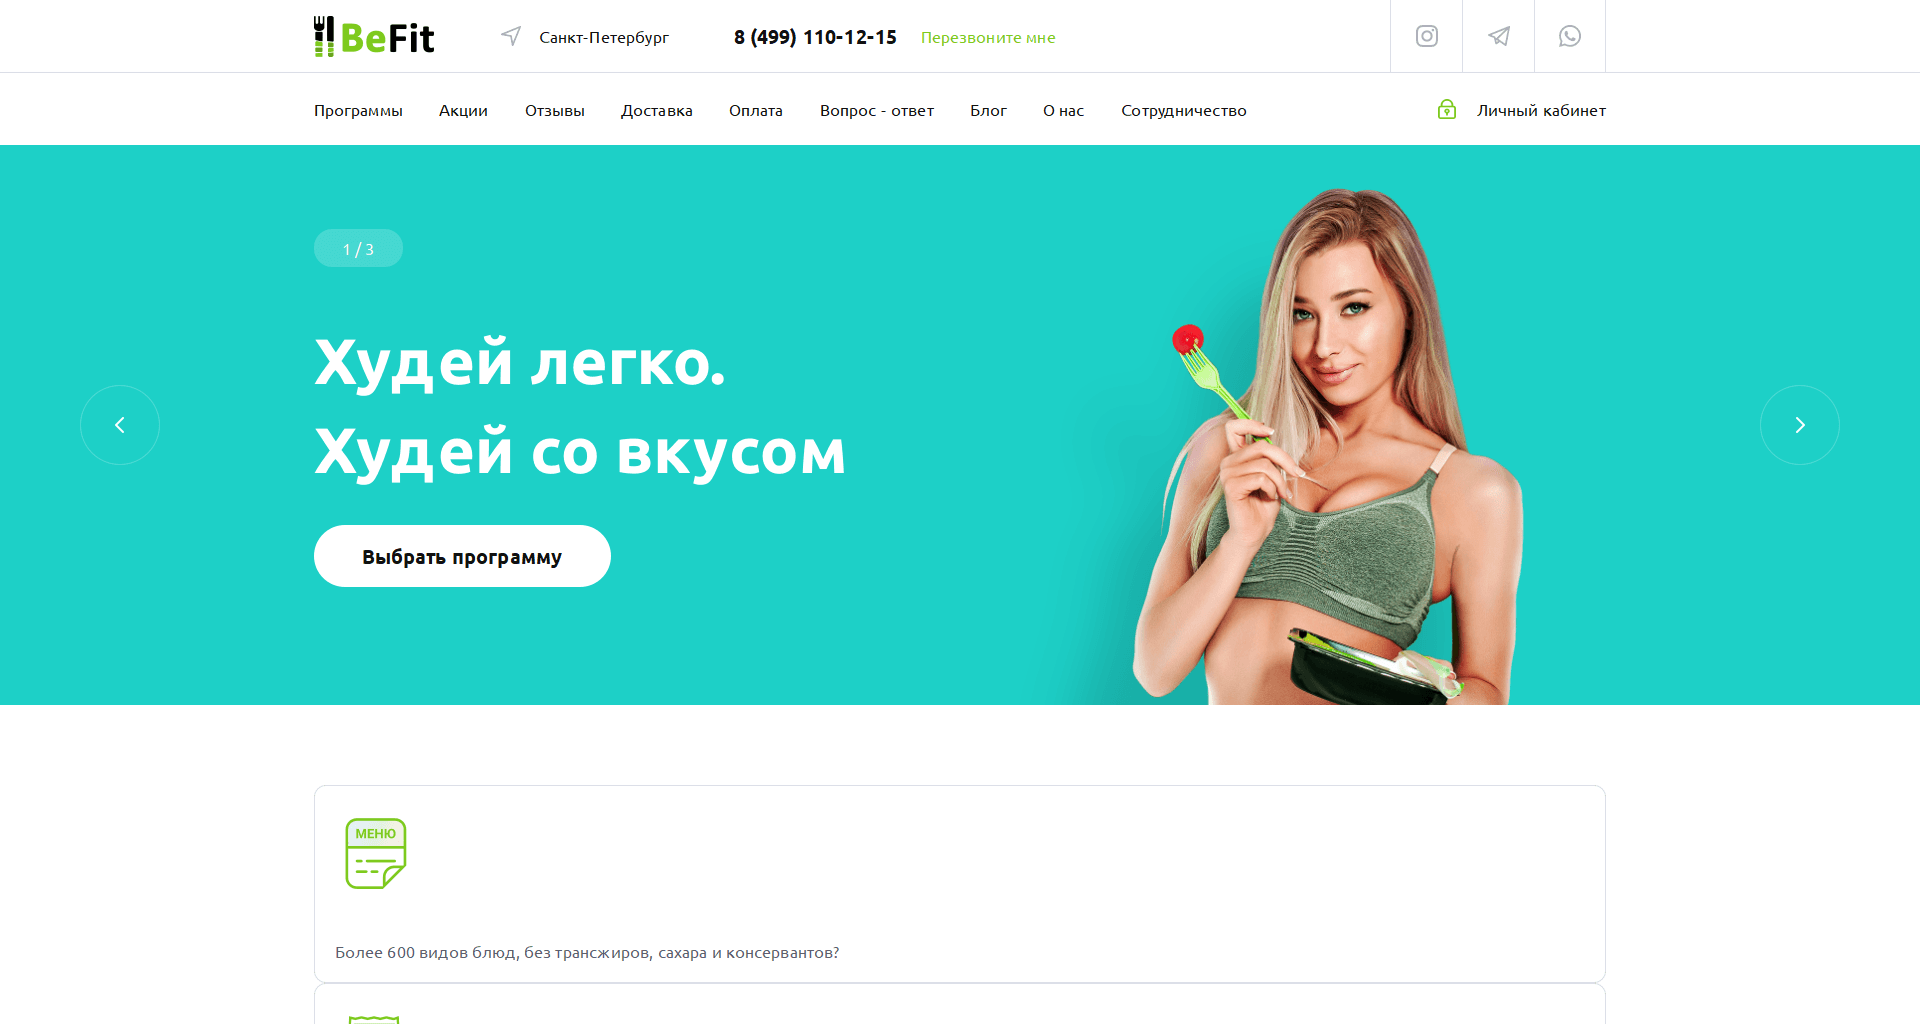 BeFit
Санкт-Петербург
8 (499) 110-12-15
Перезвоните мне
Программы
Акции
Отзывы
Доставка
Оплата
Вопрос - ответ
Блог
О нас
Сотрудничество
Личный кабинет
1 / 3
Худей легко.
Худей со вкусом
Выбрать программу
МЕНЮ
Более 600 видов блюд, без трансжиров, сахара и консервантов?